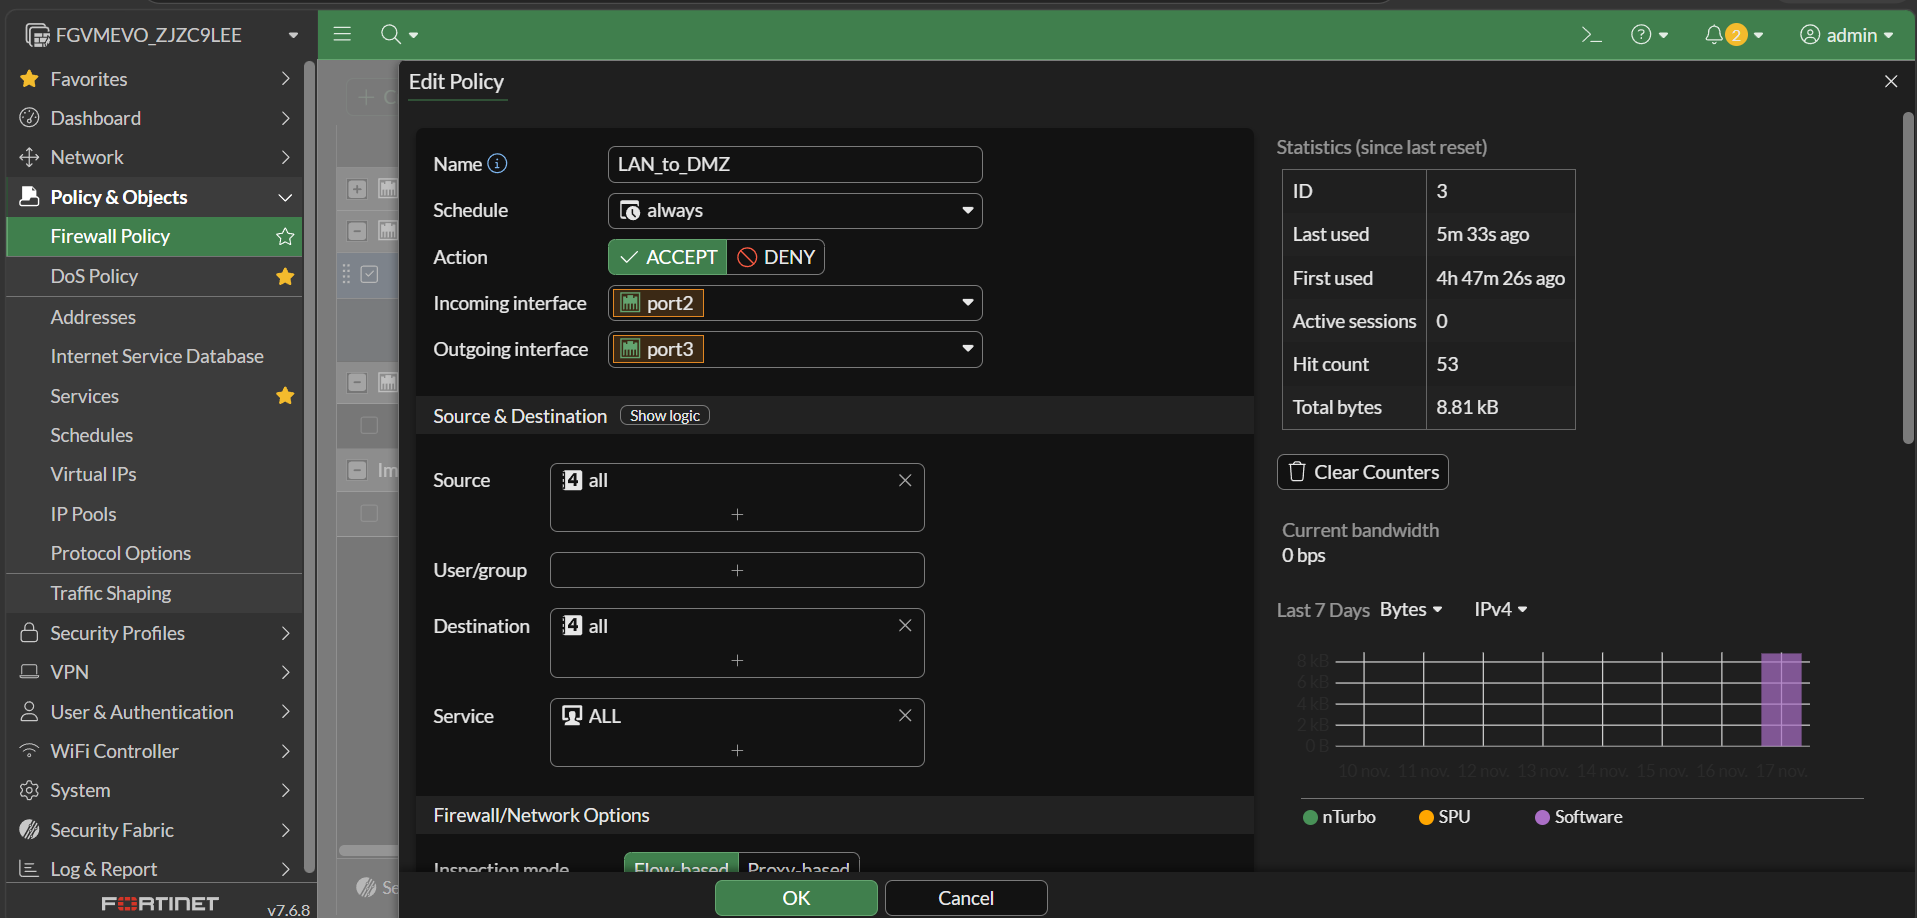 FGVMEVO_ZJZC9LEE
2
admin
Favorites
Dashboard
Network
Policy & Objects
Firewall Policy
DoS Policy
Addresses
Internet Service Database
Services
Schedules
Virtual IPs
IP Pools
Protocol Options
Traffic Shaping
Security Profiles
VPN
User & Authentication
WiFi Controller
System
Security Fabric
Log & Report
FORTINET
v7.6.8
Edit Policy
Name
LAN_to_DMZ
Schedule
always
Action
ACCEPT
DENY
Incoming interface
port2
Outgoing interface
port3
Source & Destination
Show logic
Source
4 all
User/group
Destination
4 all
Service
ALL
Firewall/Network Options
Inspection mode
Flow-based
Proxy-based
OK
Cancel
Statistics (since last reset)
ID 3
Last used 5m 33s ago
First used 4h 47m 26s ago
Active sessions 0
Hit count 53
Total bytes 8.81 kB
Clear Counters
Current bandwidth
0 bps
Last 7 Days Bytes IPv4
8 kB
6 kB
4 kB
2 kB
0 B
10 nov. 11 nov. 12 nov. 13 nov. 14 nov. 15 nov. 16 nov. 17 nov.
nTurbo SPU Software